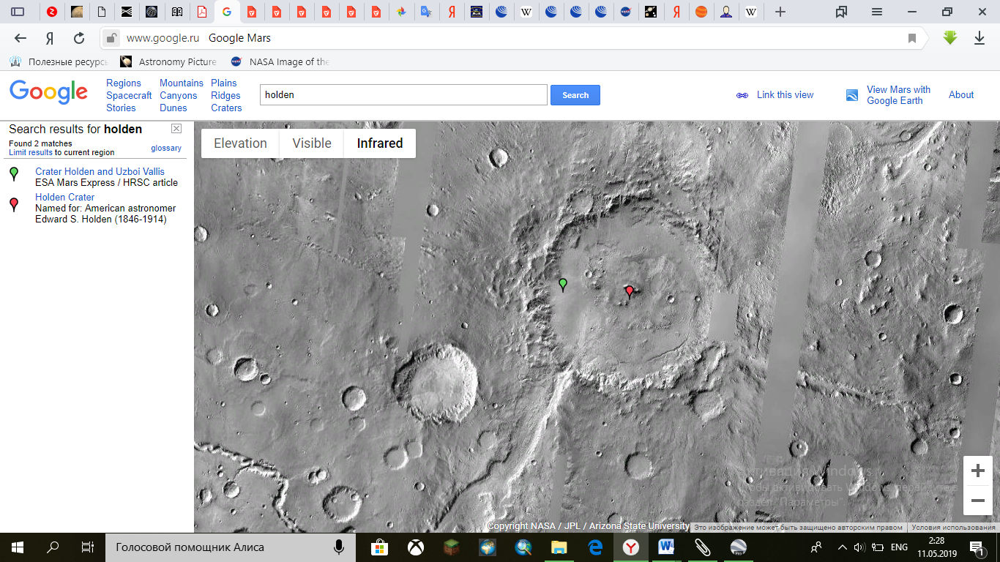 www.google.ru Google Mars
Полезные ресурс
Astronomy Picture
NASA Image of the
Google
Regions Mountains Plains
Spacecraft Canyons Ridges
Stories Dunes Craters
holden
Search
Link this view
View Mars with
Google Earth
About
Search results for holden
Found 2 matches
Limit results to current region
glossary
Crater Holden and Uzboi Vallis
ESA Mars Express / HRSC article
Holden Crater
Named for: American astronomer
Edward S. Holden (1846-1914)
Elevation Visible Infrared
Windows
Windows
раздел "Параметры".
Copyright NASA / JPL / Arizona State University
Это изображение может быть защищено авторским правом
Условия использования
Голосовой помощник Алиса
ENG
2:28
11.05.2019
1